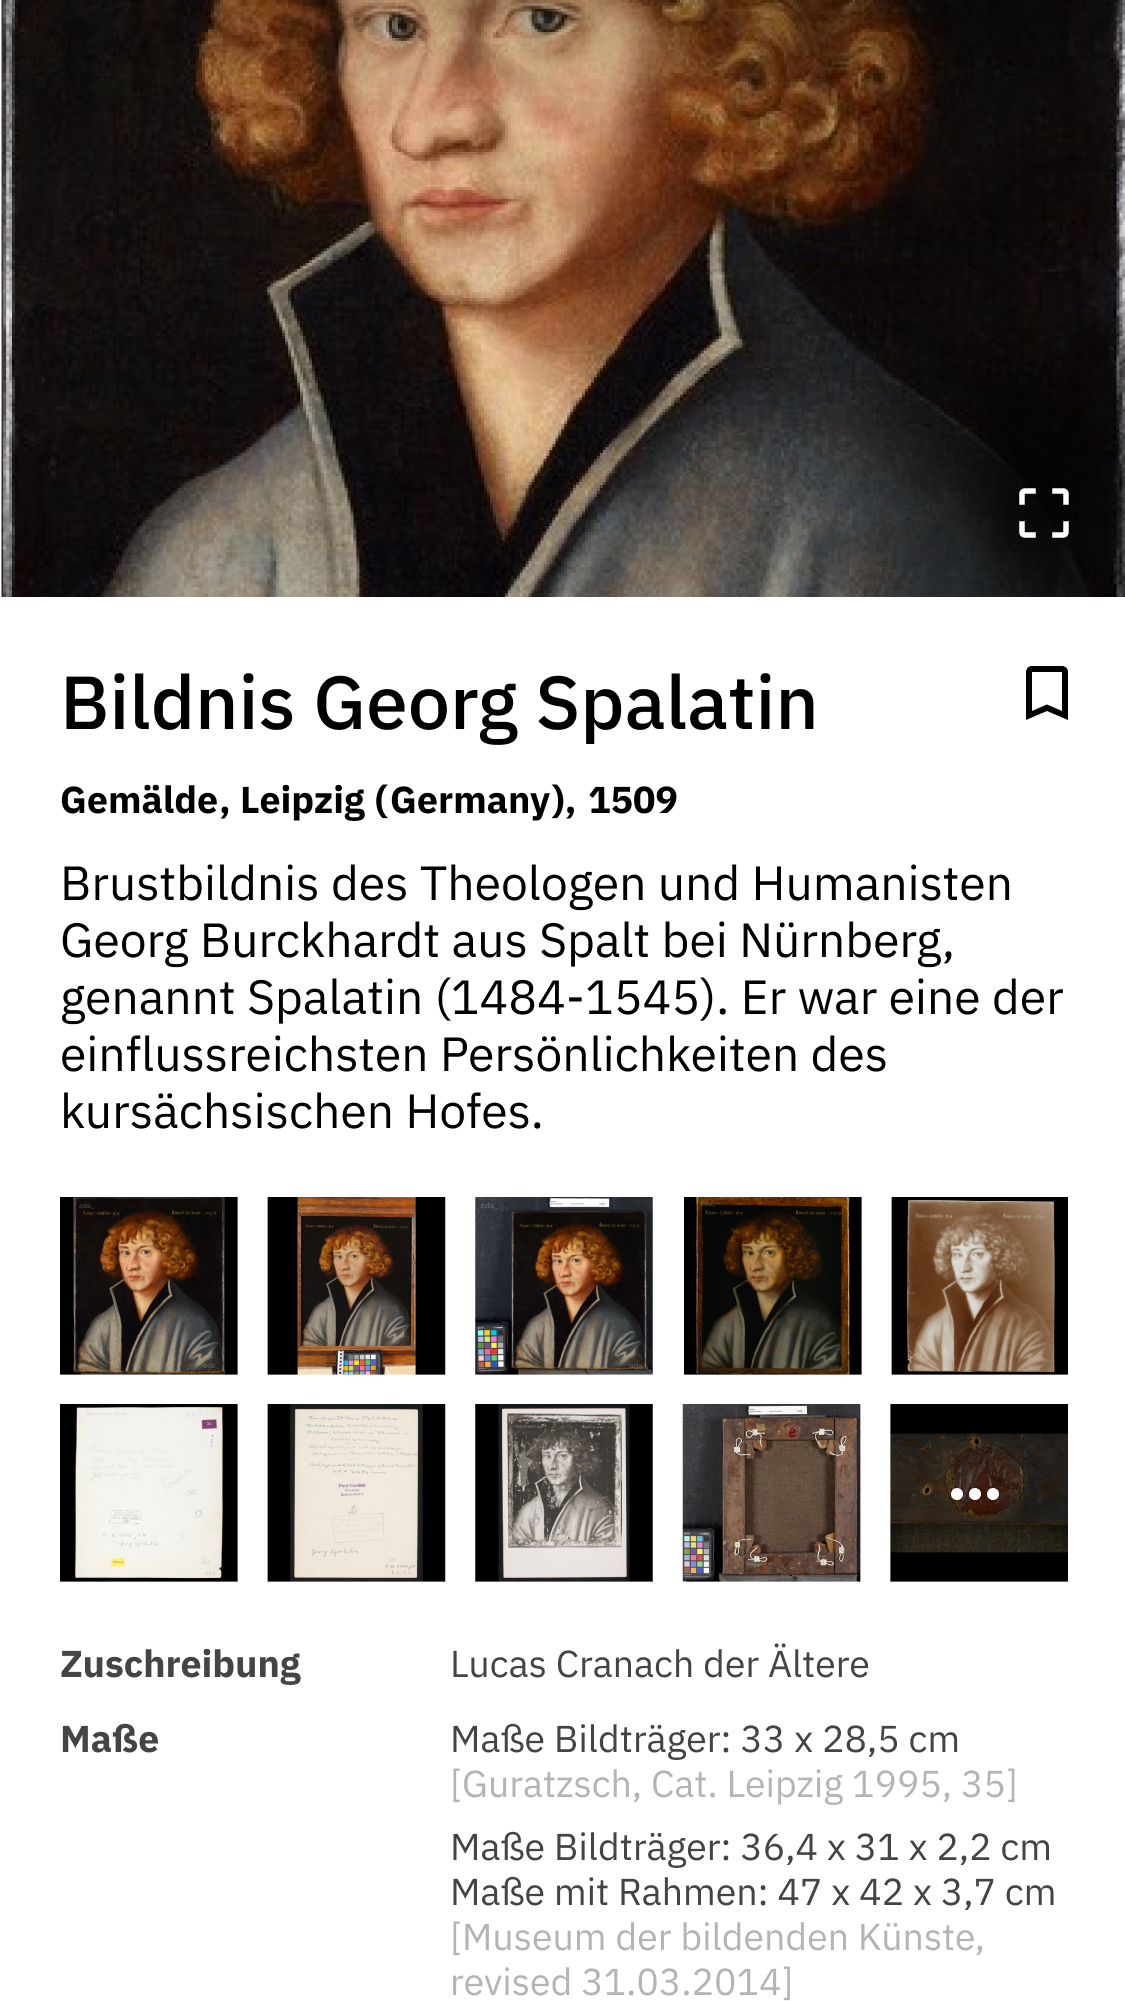 Bildnis Georg Spalatin
Gemälde, Leipzig (Germany), 1509
Brustbildnis des Theologen und Humanisten
Georg Burckhardt aus Spalt bei Nürnberg,
genannt Spalatin (1484-1545). Er war eine der
einflussreichsten Persönlichkeiten des
kursächsischen Hofes.
Zuschreibung
Lucas Cranach der Ältere
Maße
Maße Bildträger: 33 x 28,5 cm
[Guratzsch, Cat. Leipzig 1995, 35]
Maße Bildträger: 36,4 x 31 x 2,2 cm
Maße mit Rahmen: 47 x 42 x 3,7 cm
[Museum der bildenden Künste,
revised 31.03.2014]